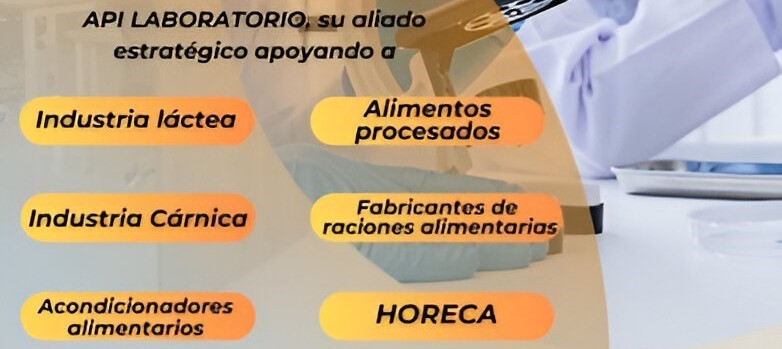 API LABORATORIO, su aliado
estratégico apoyando a
Industria láctea
Alimentos
procesados
Industria Cárnica
Fabricantes de
raciones alimentarias
Acondicionadores
alimentarios
HORECA